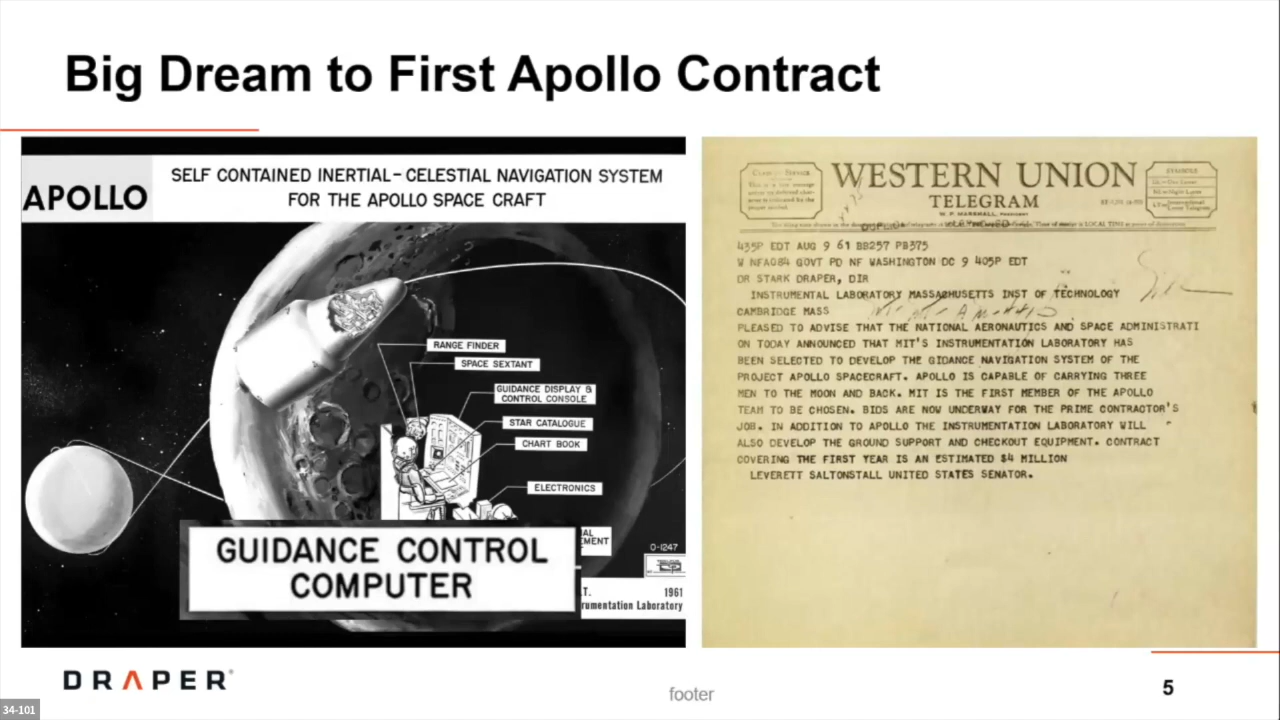 Big Dream to First Apollo Contract
APOLLO
SELF CONTAINED INERTIAL-CELESTIAL NAVIGATION SYSTEM
FOR THE APOLLO SPACE CRAFT
RANGE FINDER
SPACE SEXTANT
GUIDANCE DISPLAY &
CONTROL CONSOLE
STAR CATALOGUE
CHART BOOK
ELECTRONICS
GUIDANCE CONTROL
COMPUTER
IAL
EMENT
0-1247
.T. 1961
rumentation Laboratory
WESTERN UNION
TELEGRAM
W. P. MARSHALL, PRESIDENT
SYMBOLS
435P EDT AUG 9 61 BB257 PB375
W NFA084 GOVT PD NF WASHINGTON DC 9 405P EDT
DR STARK DRAPER, DIR
INSTRUMENTAL LABORATORY MASSACHUSETTS INST OF TECHNOLOGY
CAMBRIDGE MASS
PLEASED TO ADVISE THAT THE NATIONAL AERONAUTICS AND SPACE ADMINISTRATI
ON TODAY ANNOUNCED THAT MIT'S INSTRUMENTATION LABORATORY HAS
BEEN SELECTED TO DEVELOP THE GIDANCE NAVIGATION SYSTEM OF THE
PROJECT APOLLO SPACECRAFT. APOLLO IS CAPABLE OF CARRYING THREE
MEN TO THE MOON AND BACK. MIT IS THE FIRST MEMBER OF THE APOLLO
TEAM TO BE CHOSEN. BIDS ARE NOW UNDERWAY FOR THE PRIME CONTRACTOR'S
JOB. IN ADDITION TO APOLLO THE INSTRUMENTATION LABORATORY WILL
ALSO DEVELOP THE GROUND SUPPORT AND CHECKOUT EQUIPMENT. CONTRACT
COVERING THE FIRST YEAR IS AN ESTIMATED $4 MILLION
LEVERETT SALTONSTALL UNITED STATES SENATOR.
DRAPER
footer
5
34-101